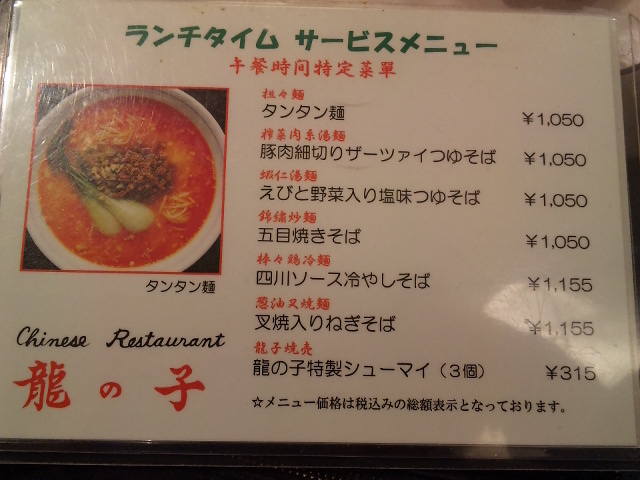 ランチタイム サービスメニュー
午餐時间特定菜單
担々麺
タンタン麺 ¥1,050
搾菜肉糸湯麺
豚肉細切りザーツァイつゆそば ¥1,050
蝦仁湯麺
えびと野菜入り塩味つゆそば ¥1,050
錦繍炒麺
五目焼きそば ¥1,050
棒々鶏冷麺
四川ソース冷やしそば ¥1,155
葱油叉焼麺
叉焼入りねぎそば ¥1,155
龍子焼売
龍の子特製シューマイ（3個） ¥315
☆メニュー価格は税込みの総額表示となっております。
タンタン麺
Chinese Restaurant
龍の子